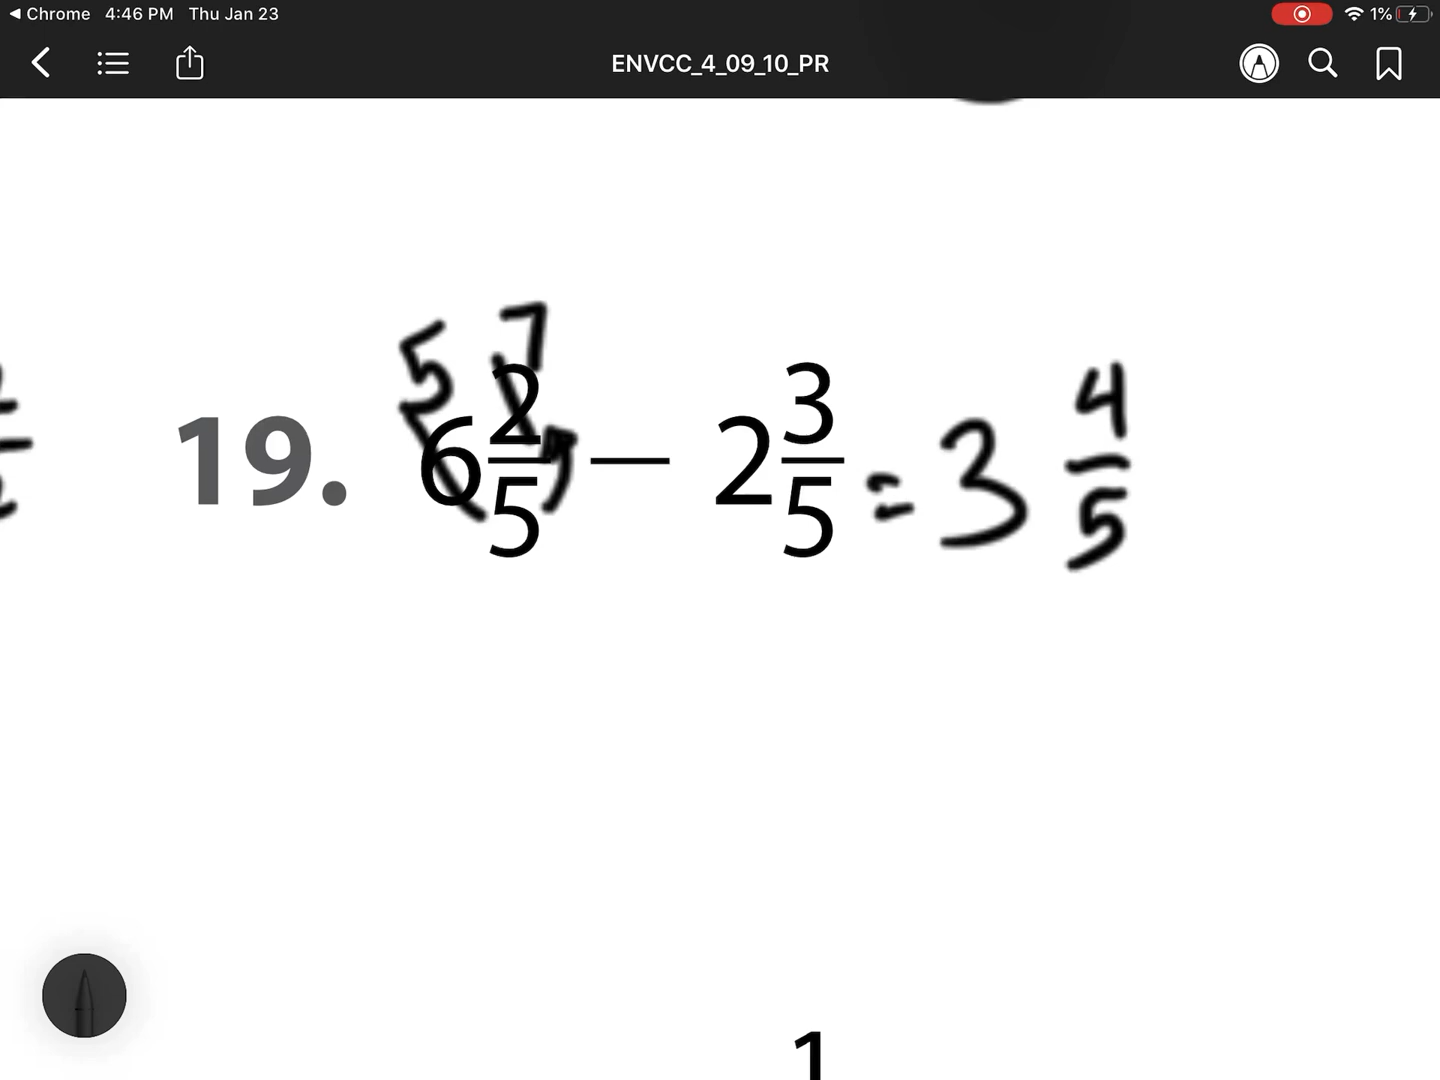 Chrome 4:46 PM Thu Jan 23 1%
ENVCC_4_09_10_PR
5 7
19. 6 2/5 − 2 3/5 = 3 4/5
1